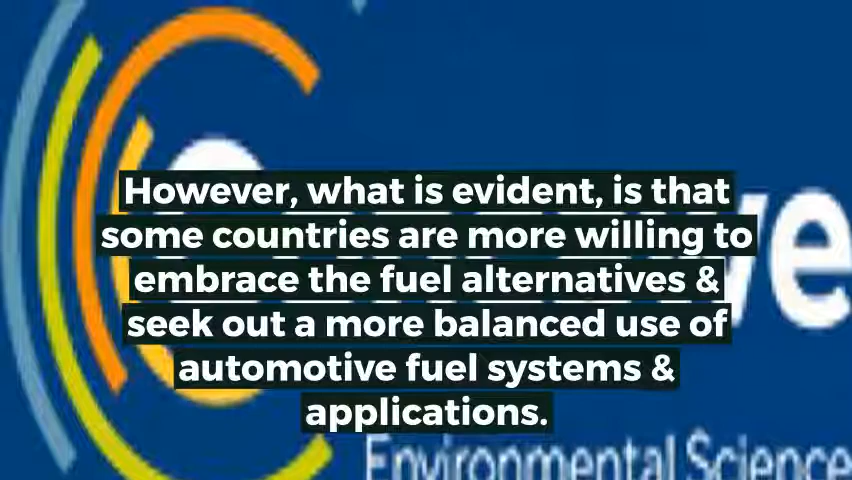 However, what is evident, is that
some countries are more willing to
embrace the fuel alternatives &
seek out a more balanced use of
automotive fuel systems &
applications.
Environmental Science